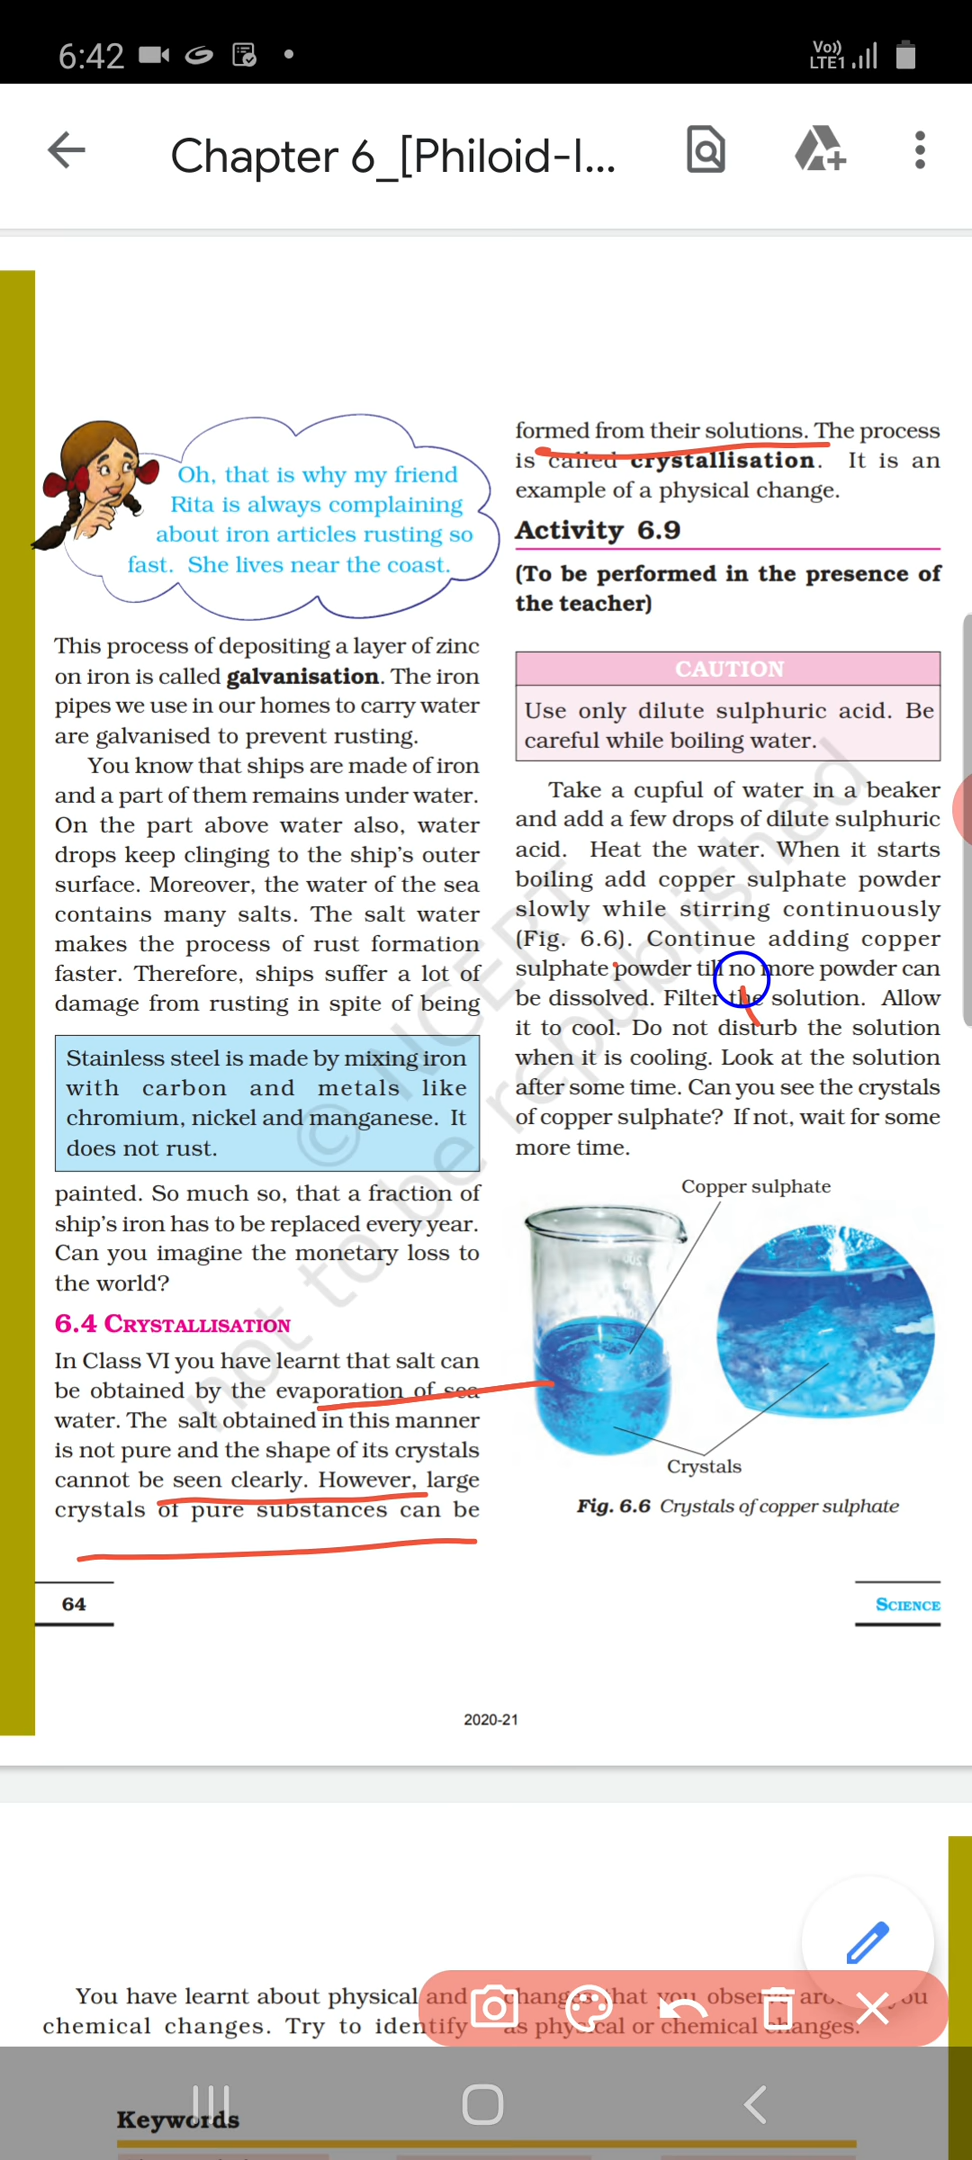 6:42
Vo))
LTE1
Chapter 6_[Philoid-I...
Oh, that is why my friend
Rita is always complaining
about iron articles rusting so
fast. She lives near the coast.
This process of depositing a layer of zinc
on iron is called galvanisation. The iron
pipes we use in our homes to carry water
are galvanised to prevent rusting.
You know that ships are made of iron
and a part of them remains under water.
On the part above water also, water
drops keep clinging to the ship's outer
surface. Moreover, the water of the sea
contains many salts. The salt water
makes the process of rust formation
faster. Therefore, ships suffer a lot of
damage from rusting in spite of being
Stainless steel is made by mixing iron
with carbon and metals like
chromium, nickel and manganese. It
does not rust.
painted. So much so, that a fraction of
ship's iron has to be replaced every year.
Can you imagine the monetary loss to
the world?
6.4 CRYSTALLISATION
In Class VI you have learnt that salt can
be obtained by the evaporation of sea
water. The salt obtained in this manner
is not pure and the shape of its crystals
cannot be seen clearly. However, large
crystals of pure substances can be
formed from their solutions. The process
is called crystallisation. It is an
example of a physical change.
Activity 6.9
(To be performed in the presence of
the teacher)
CAUTION
Use only dilute sulphuric acid. Be
careful while boiling water.
Take a cupful of water in a beaker
and add a few drops of dilute sulphuric
acid. Heat the water. When it starts
boiling add copper sulphate powder
slowly while stirring continuously
(Fig. 6.6). Continue adding copper
sulphate powder till no more powder can
be dissolved. Filter the solution. Allow
it to cool. Do not disturb the solution
when it is cooling. Look at the solution
after some time. Can you see the crystals
of copper sulphate? If not, wait for some
more time.
Copper sulphate
Crystals
Fig. 6.6 Crystals of copper sulphate
© NCERT
not to be republished
64
SCIENCE
2020-21
You have learnt about physical and changes that you observe around you
chemical changes. Try to identify as physical or chemical changes.
Keywords